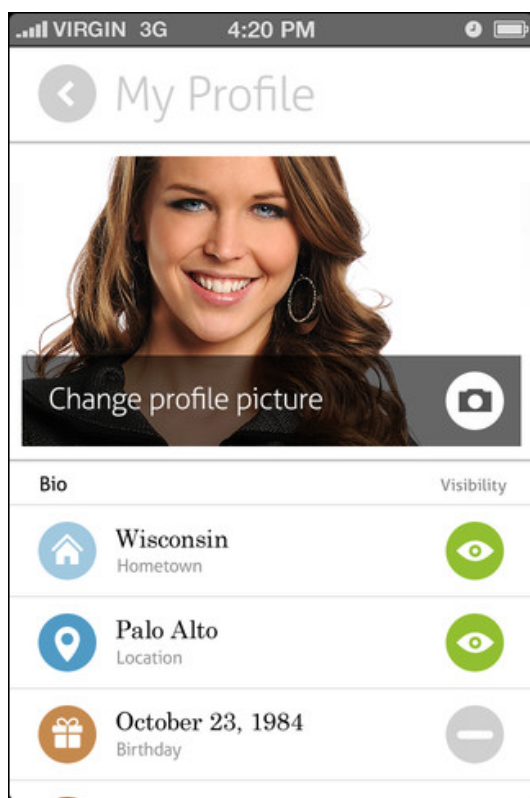 VIRGIN 3G 4:20 PM
My Profile
Change profile picture
Bio Visibility
Wisconsin
Hometown
Palo Alto
Location
October 23, 1984
Birthday